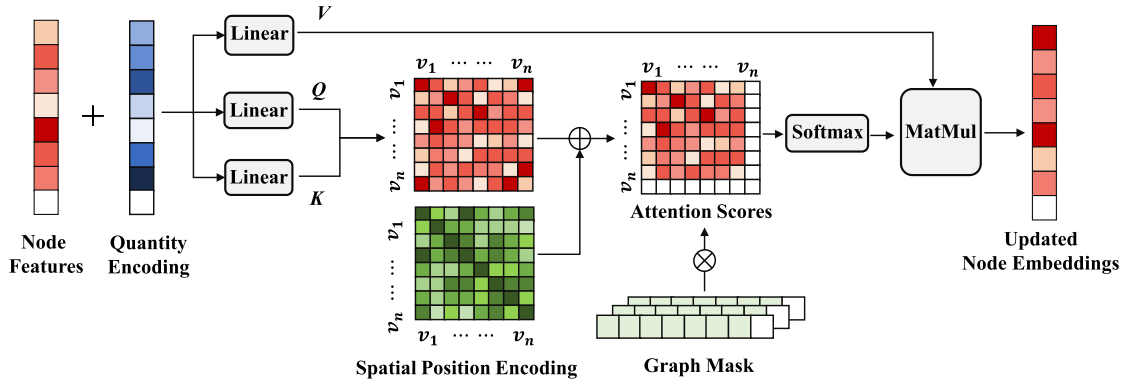 V
Linear
v₁ ⋯ ⋯ vₙ
v₁ ⋯ ⋯ vₙ
Q
v₁
⋯ ⋯
vₙ
v₁
⋯ ⋯
vₙ
+
Linear
⊕
Softmax
MatMul
Linear
K
Attention Scores
Node
Features
Quantity
Encoding
v₁
⋯ ⋯
vₙ
Updated
Node Embeddings
⊗
v₁ ⋯ ⋯ vₙ
Spatial Position Encoding
Graph Mask